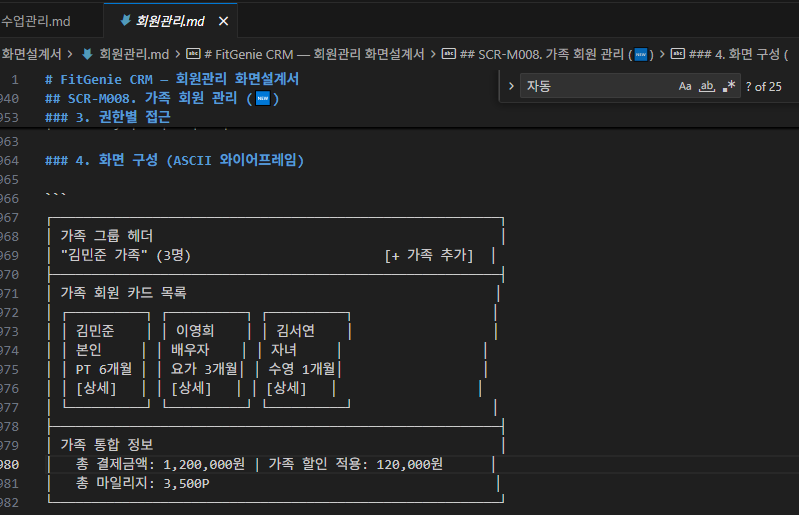 수업관리.md
회원관리.md ×
화면설계서 > 회원관리.md > # FitGenie CRM — 회원관리 화면설계서 > ## SCR-M008. 가족 회원 관리 (🆕) > ### 4. 화면 구성 (
1 # FitGenie CRM — 회원관리 화면설계서
940 ## SCR-M008. 가족 회원 관리 (🆕)
953 ### 3. 권한별 접근
자동 Aa ab .* ? of 25
963
964 ### 4. 화면 구성 (ASCII 와이어프레임)
965
966 ```
967
968 가족 그룹 헤더
969 "김민준 가족" (3명) [+ 가족 추가]
970
971 가족 회원 카드 목록
972
973 김민준 이영희 김서연
974 본인 배우자 자녀
975 PT 6개월 요가 3개월 수영 1개월
976 [상세] [상세] [상세]
977
978
979 가족 통합 정보
980 총 결제금액: 1,200,000원 | 가족 할인 적용: 120,000원
981 총 마일리지: 3,500P
982